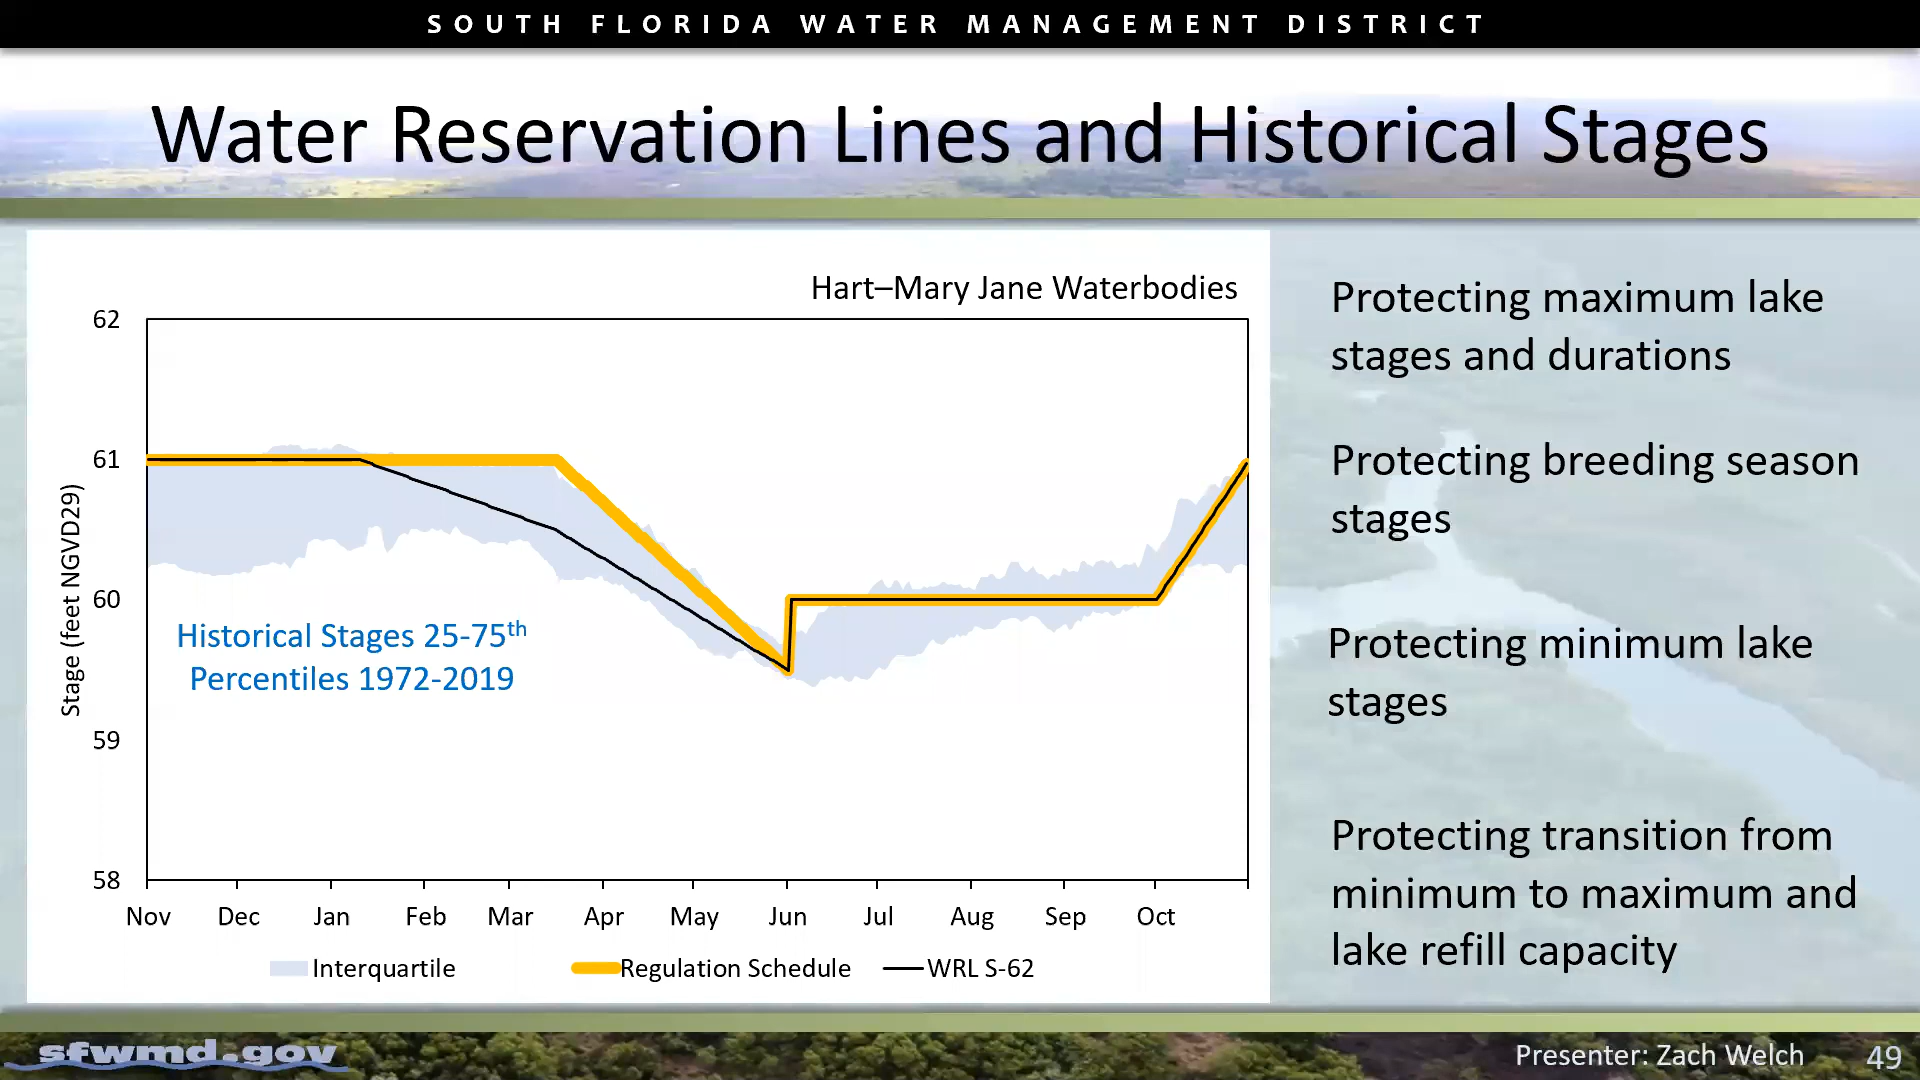 SOUTH FLORIDA WATER MANAGEMENT DISTRICT
Water Reservation Lines and Historical Stages
Hart–Mary Jane Waterbodies
62
61
60
59
58
Stage (feet NGVD29)
Historical Stages 25-75th
Percentiles 1972-2019
Nov Dec Jan Feb Mar Apr May Jun Jul Aug Sep Oct
Interquartile Regulation Schedule WRL S-62
Protecting maximum lake
stages and durations
Protecting breeding season
stages
Protecting minimum lake
stages
Protecting transition from
minimum to maximum and
lake refill capacity
sfwmd.gov
Presenter: Zach Welch 49